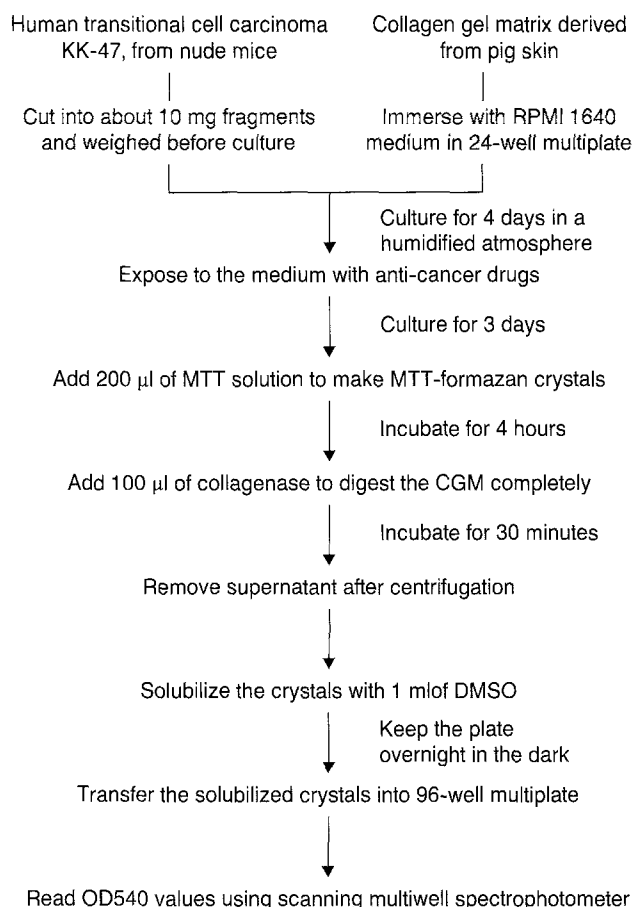 Human transitional cell carcinoma
KK-47, from nude mice
Collagen gel matrix derived
from pig skin
Cut into about 10 mg fragments
and weighed before culture
Immerse with RPMI 1640
medium in 24-well multiplate
Culture for 4 days in a
humidified atmosphere
Expose to the medium with anti-cancer drugs
Culture for 3 days
Add 200 µl of MTT solution to make MTT-formazan crystals
Incubate for 4 hours
Add 100 µl of collagenase to digest the CGM completely
Incubate for 30 minutes
Remove supernatant after centrifugation
Solubilize the crystals with 1 mlof DMSO
Keep the plate
overnight in the dark
Transfer the solubilized crystals into 96-well multiplate
Read OD540 values using scanning multiwell spectrophotometer